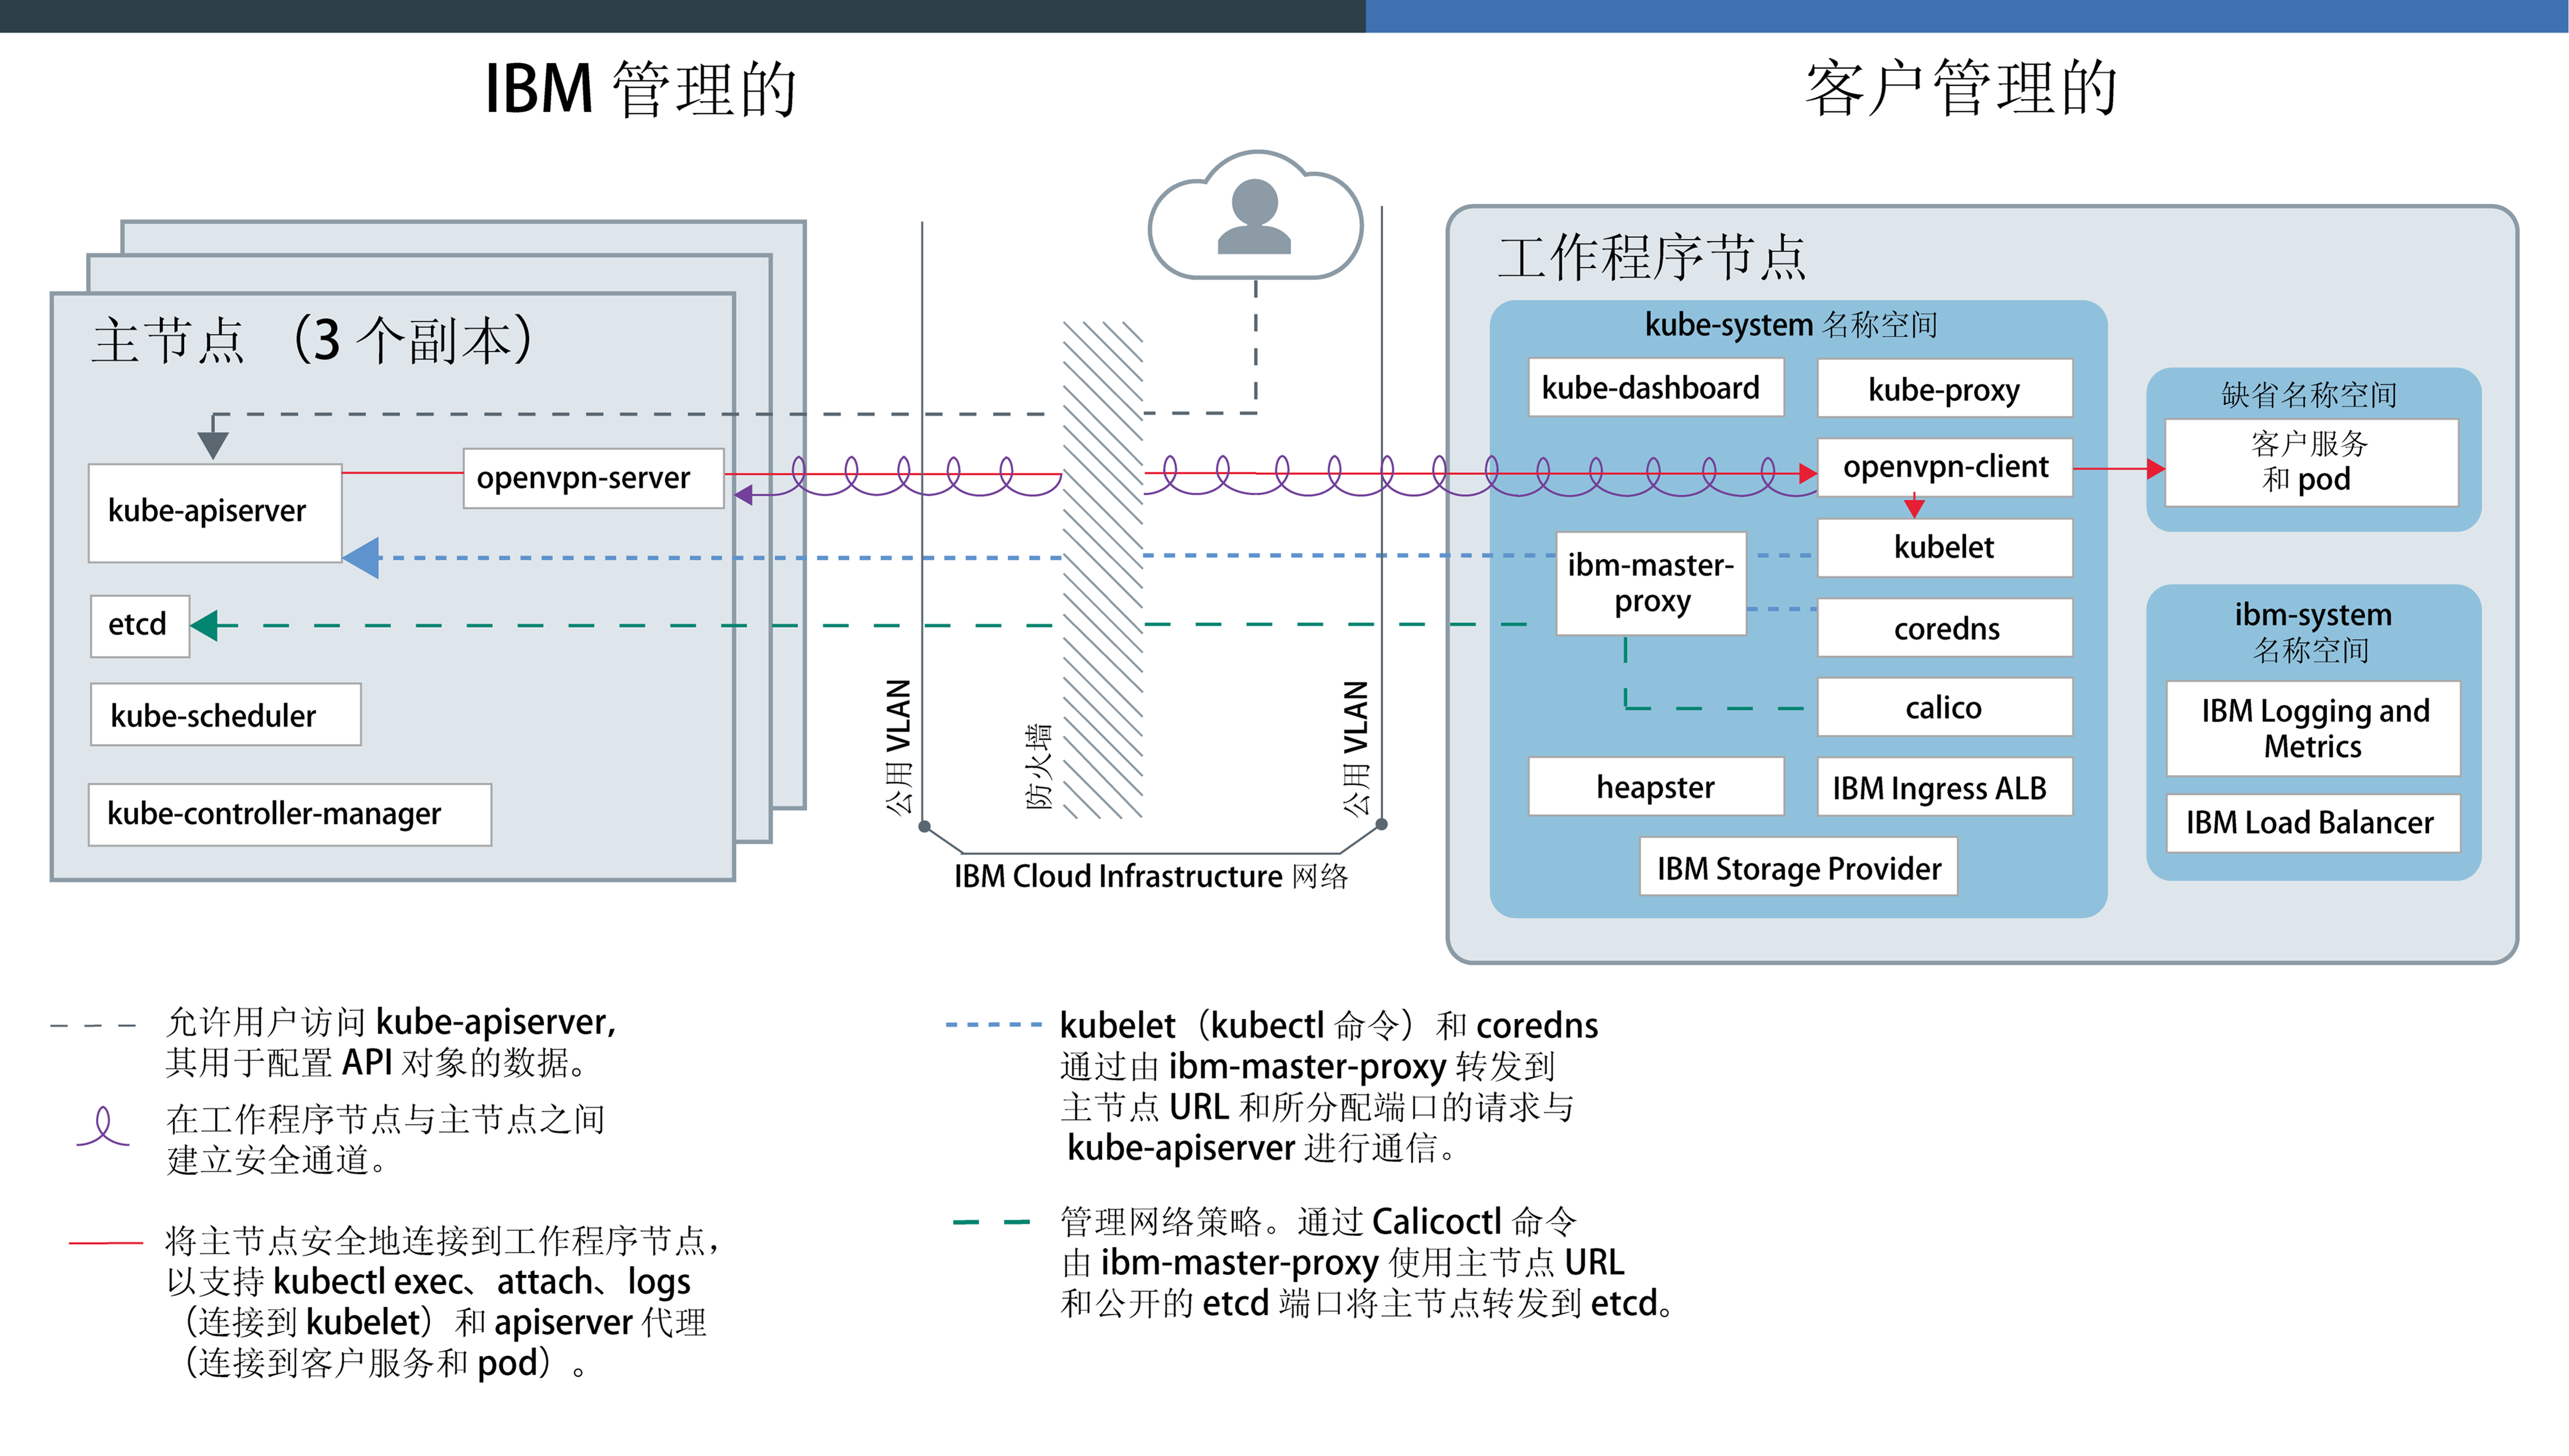 IBM 管理的
客户管理的
主节点 （3 个副本）
kube-apiserver
openvpn-server
etcd
kube-scheduler
kube-controller-manager
公用 VLAN
防火墙
公用 VLAN
IBM Cloud Infrastructure 网络
工作程序节点
kube-system 名称空间
kube-dashboard
kube-proxy
openvpn-client
ibm-master-
proxy
kubelet
coredns
calico
heapster
IBM Ingress ALB
IBM Storage Provider
缺省名称空间
客户服务
和 pod
ibm-system
名称空间
IBM Logging and
Metrics
IBM Load Balancer
允许用户访问 kube-apiserver,
其用于配置 API 对象的数据。
在工作程序节点与主节点之间
建立安全通道。
将主节点安全地连接到工作程序节点，
以支持 kubectl exec、attach、logs
（连接到 kubelet）和 apiserver 代理
（连接到客户服务和 pod）。
kubelet（kubectl 命令）和 coredns
通过由 ibm-master-proxy 转发到
主节点 URL 和所分配端口的请求与
kube-apiserver 进行通信。
管理网络策略。通过 Calicoctl 命令
由 ibm-master-proxy 使用主节点 URL
和公开的 etcd 端口将主节点转发到 etcd。